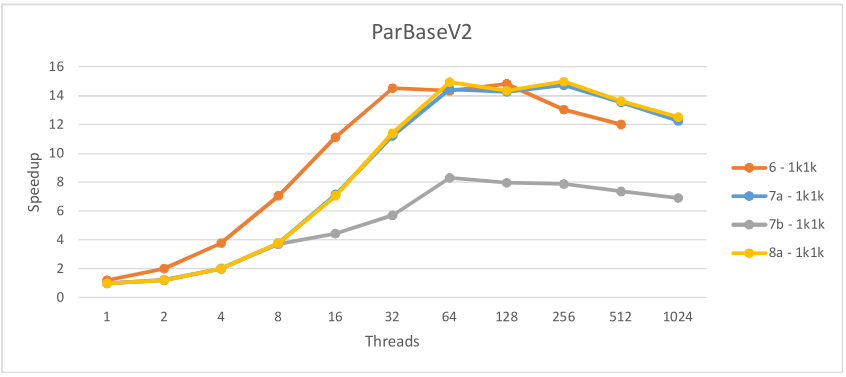 ParBaseV2
16
14
12
10
8
6
4
2
0
Speedup
1 2 4 8 16 32 64 128 256 512 1024
Threads
6 - 1k1k
7a - 1k1k
7b - 1k1k
8a - 1k1k